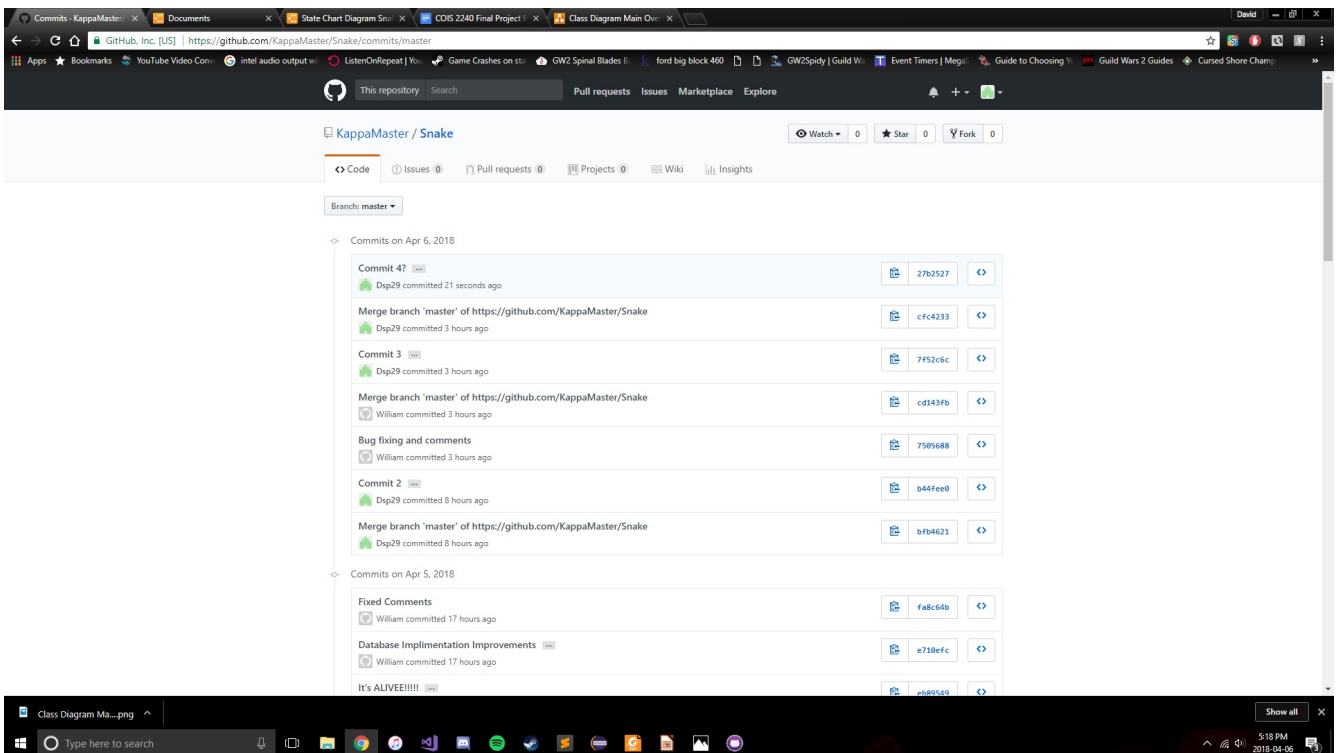 Commits · KappaMaster/
Documents
State Chart Diagram Sna
COIS 2240 Final Project
Class Diagram Main Ove
David
GitHub, Inc. [US] | https://github.com/KappaMaster/Snake/commits/master
Apps Bookmarks YouTube Video Conv intel audio output wi ListenOnRepeat | You Game Crashes on sta GW2 Spinal Blades B ford big block 460 GW2Spidy | Guild Wa Event Timers | Mega Guide to Choosing Guild Wars 2 Guides Cursed Shore Champ »
This repository Search Pull requests Issues Marketplace Explore
KappaMaster / Snake
Watch 0 Star 0 Fork 0
Code Issues 0 Pull requests 0 Projects 0 Wiki Insights
Branch: master
Commits on Apr 6, 2018
Commit 4? …
27b2527
Dsp29 committed 21 seconds ago
Merge branch 'master' of https://github.com/KappaMaster/Snake
cfc4233
Dsp29 committed 3 hours ago
Commit 3 …
7f52c6c
Dsp29 committed 3 hours ago
Merge branch 'master' of https://github.com/KappaMaster/Snake
cd143fb
William committed 3 hours ago
Bug fixing and comments
7505688
William committed 3 hours ago
Commit 2 …
b44fee0
Dsp29 committed 8 hours ago
Merge branch 'master' of https://github.com/KappaMaster/Snake
bfb4621
Dsp29 committed 8 hours ago
Commits on Apr 5, 2018
Fixed Comments
fa8c64b
William committed 17 hours ago
Database Implimentation Improvements …
e710efc
William committed 17 hours ago
It's ALIVEE!!!!! …
eb89549
Class Diagram Ma....png
Show all
Type here to search
5:18 PM
2018-04-06